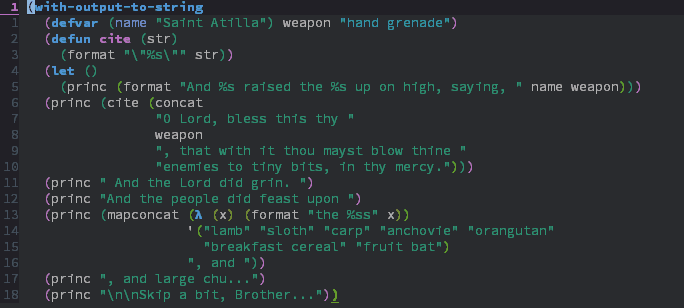 1 (with-output-to-string
1 (defvar (name "Saint Atilla") weapon "hand grenade")
2 (defun cite (str)
3 (format "\"%s\"" str))
4 (let ()
5 (princ (format "And %s raised the %s up on high, saying, " name weapon)))
6 (princ (cite (concat
7 "O Lord, bless this thy "
8 weapon
9 ", that with it thou mayst blow thine "
10 "enemies to tiny bits, in thy mercy.")))
11 (princ " And the Lord did grin. ")
12 (princ "And the people did feast upon ")
13 (princ (mapconcat (λ (x) (format "the %ss" x))
14 '("lamb" "sloth" "carp" "anchovie" "orangutan"
15 "breakfast cereal" "fruit bat")
16 ", and "))
17 (princ ", and large chu...")
18 (princ "\n\nSkip a bit, Brother..."))